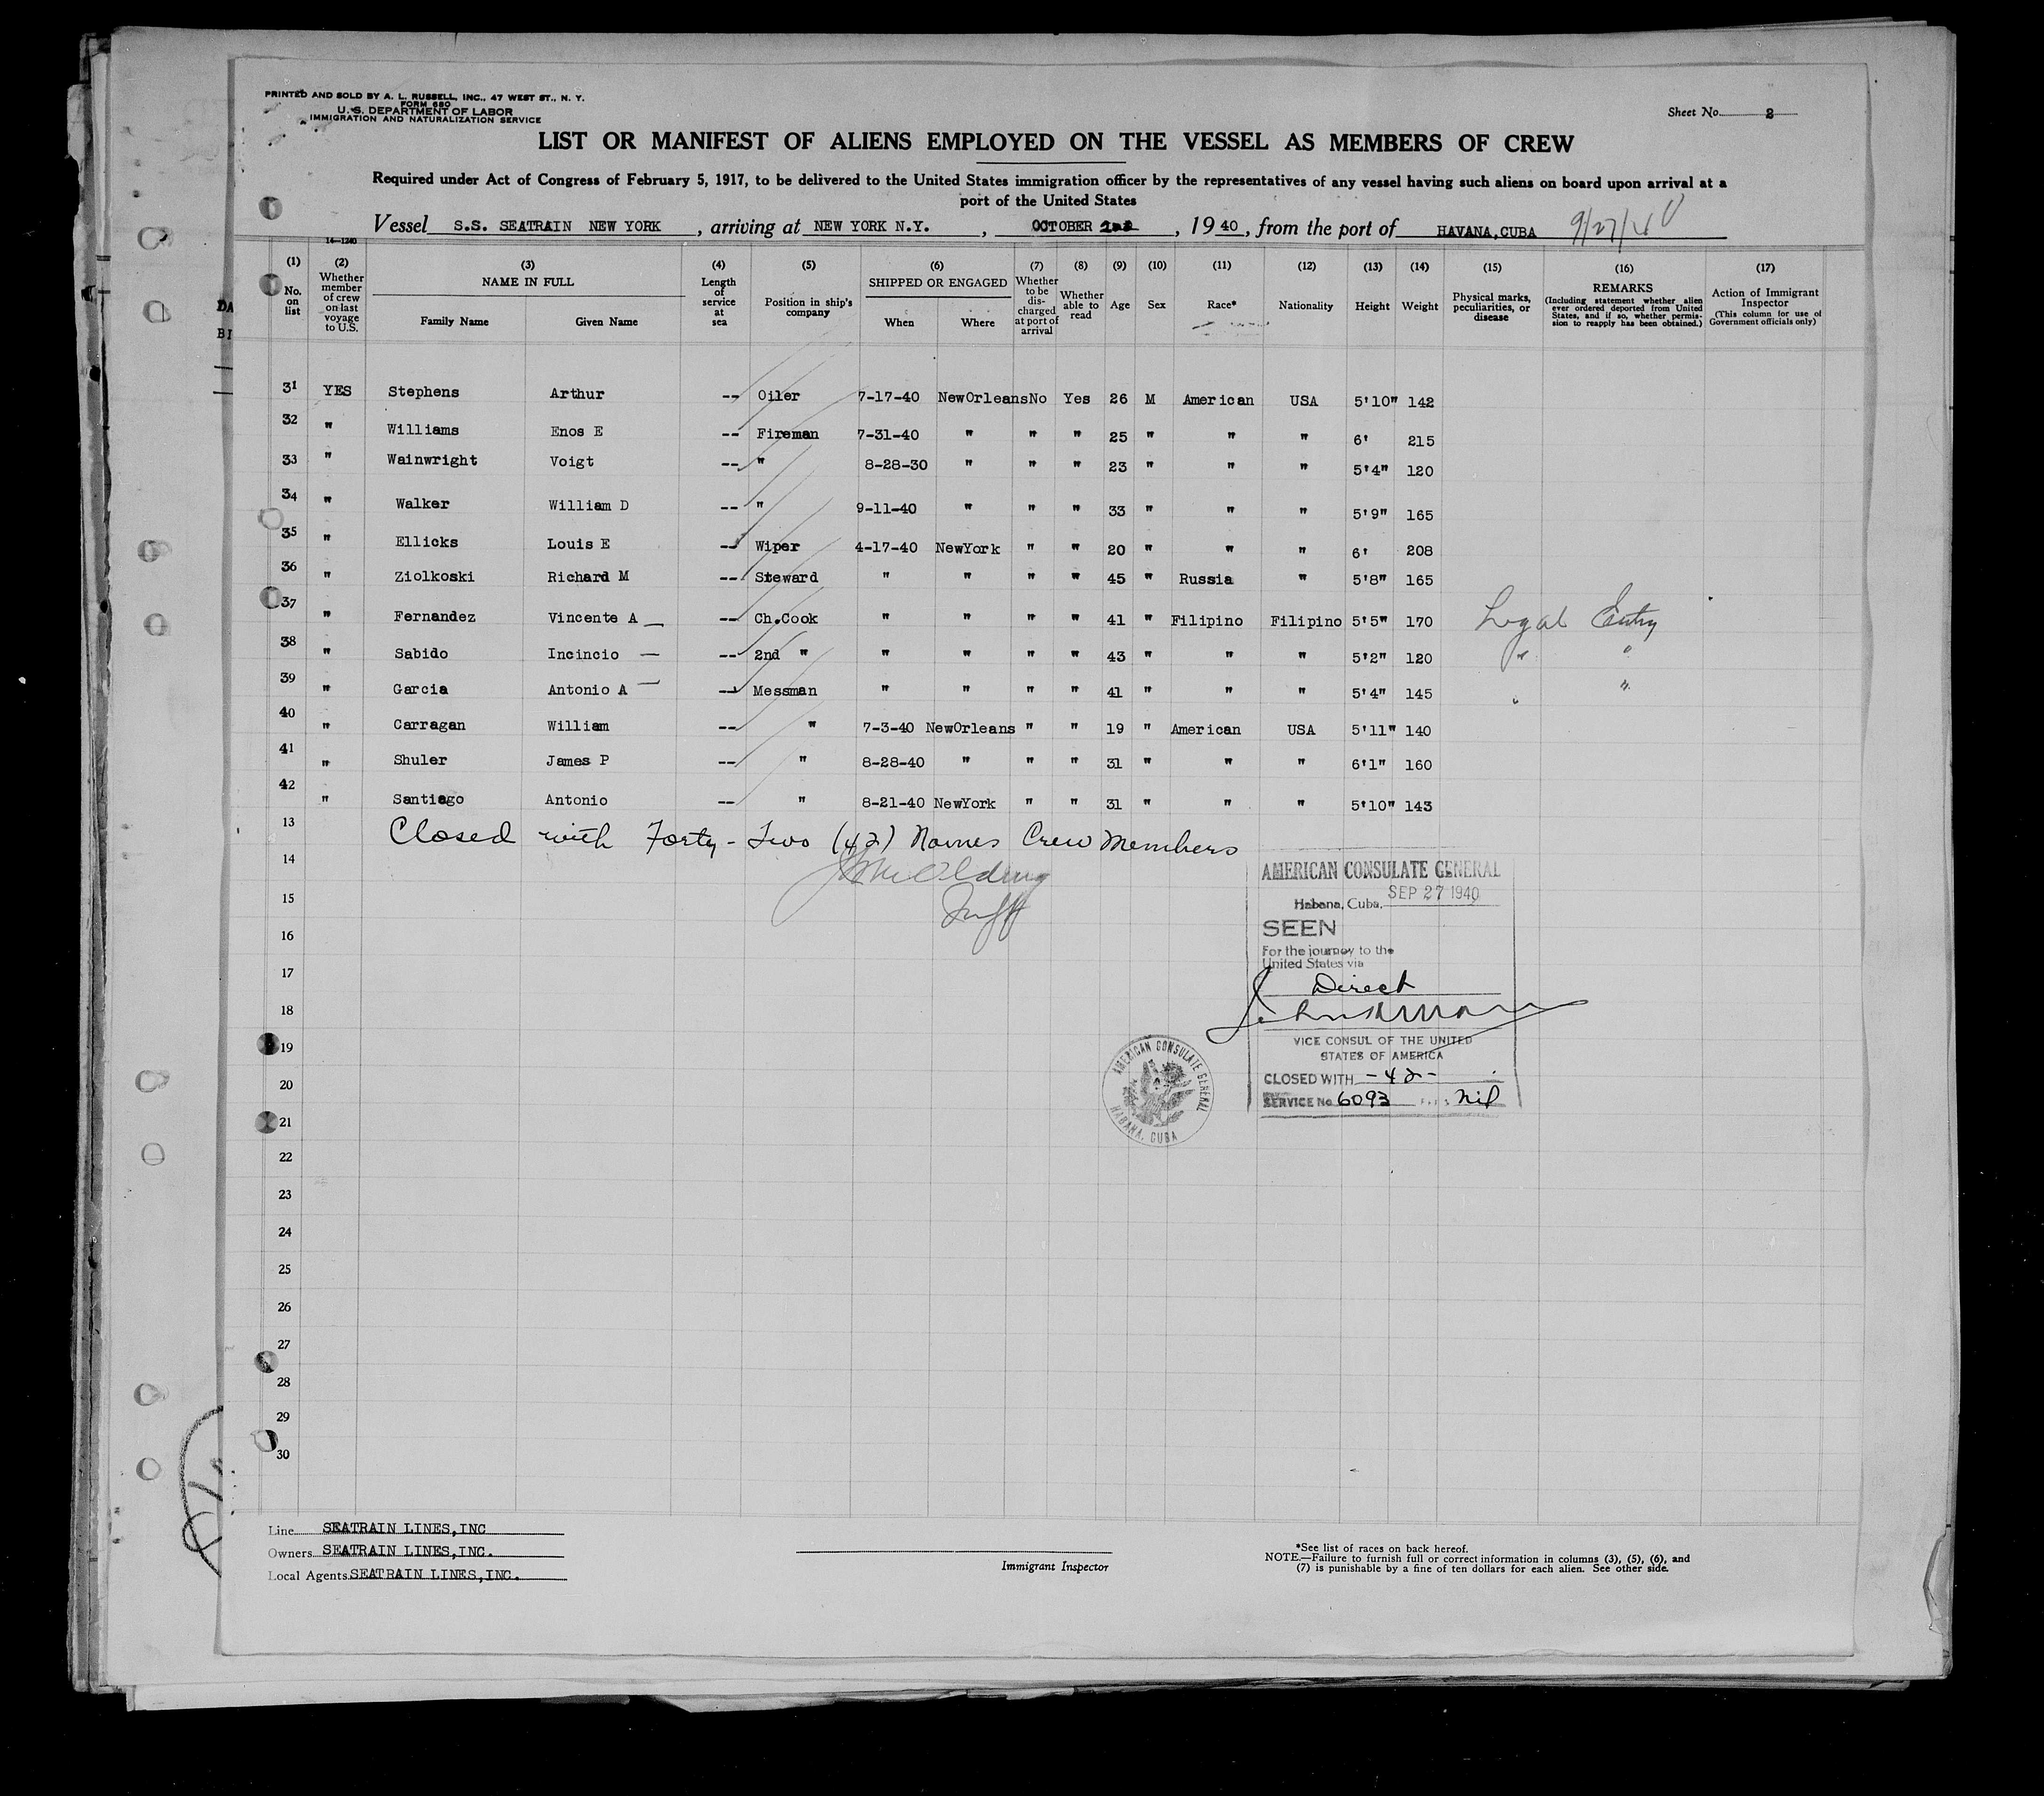 PRINTED AND SOLD BY A. L. RUSSELL, INC., 47 WEST ST., N. Y.
FORM 680
U. S. DEPARTMENT OF LABOR
IMMIGRATION AND NATURALIZATION SERVICE
Sheet No. 2
LIST OR MANIFEST OF ALIENS EMPLOYED ON THE VESSEL AS MEMBERS OF CREW
Required under Act of Congress of February 5, 1917, to be delivered to the United States immigration officer by the representatives of any vessel having such aliens on board upon arrival at a
port of the United States
Vessel S.S. SEATRAIN NEW YORK, arriving at NEW YORK N.Y., OCTOBER 2nd, 1940, from the port of HAVANA,CUBA 9/27/40
14-1240
(1) (2) (3) (4) (5) (6) (7) (8) (9) (10) (11) (12) (13) (14) (15) (16) (17)
No. on list
Whether member of crew on last voyage to U.S.
NAME IN FULL
Family Name Given Name
Length of service at sea
Position in ship's company
SHIPPED OR ENGAGED
When Where
Whether to be discharged at port of arrival
Whether able to read
Age
Sex
Race*
Nationality
Height
Weight
Physical marks, peculiarities, or disease
REMARKS
(Including statement whether alien ever ordered deported from United States, and if so, whether permission to reapply has been obtained.)
Action of Immigrant Inspector
(This column for use of Government officials only)
31 YES Stephens Arthur -- Oiler 7-17-40 NewOrleans No Yes 26 M American USA 5'10" 142
32 " Williams Enos E -- Fireman 7-31-40 " " " 25 " " " 6' 215
33 " Wainwright Voigt -- " 8-28-30 " " " 23 " " " 5'4" 120
34 " Walker William D -- " 9-11-40 " " " 33 " " " 5'9" 165
35 " Ellicks Louis E -- Wiper 4-17-40 NewYork " " 20 " " " 6' 208
36 " Ziolkoski Richard M -- Steward " " " " 45 " Russia " 5'8" 165
37 " Fernandez Vincente A -- Ch.Cook " " " " 41 " Filipino Filipino 5'5" 170 Legal Entry
38 " Sabido Incincio -- 2nd " " " " " 43 " " " 5'2" 120 " "
39 " Garcia Antonio A -- Messman " " " " 41 " " " 5'4" 145 " "
40 " Carragan William -- " 7-3-40 NewOrleans " " 19 " American USA 5'11" 140
41 " Shuler James P -- " 8-28-40 " " " 31 " " " 6'1" 160
42 " Santiago Antonio -- " 8-21-40 NewYork " " 31 " " " 5'10" 143
13 Closed with Forty-Two (42) Names Crew Members
14
15
16
17
18
19
20
21
22
23
24
25
26
27
28
29
30
AMERICAN CONSULATE GENERAL
Habana, Cuba, SEP 27 1940
SEEN
For the journey to the
United States via
Direct
VICE CONSUL OF THE UNITED
STATES OF AMERICA
CLOSED WITH -42-
SERVICE No. 6093 nil
AMERICAN CONSULATE GENERAL
HABANA, CUBA
Line SEATRAIN LINES,INC
Owners SEATRAIN LINES,INC.
Local Agents SEATRAIN LINES,INC.
Immigrant Inspector
*See list of races on back hereof.
NOTE.—Failure to furnish full or correct information in columns (3), (5), (6), and
(7) is punishable by a fine of ten dollars for each alien. See other side.
DA
BI